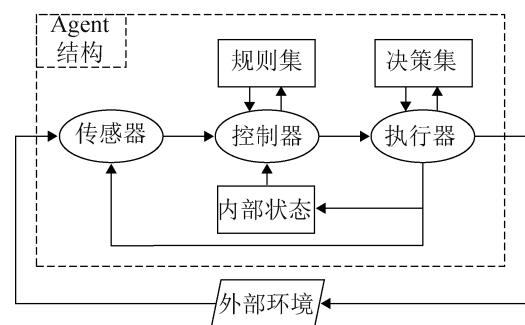 Agent
结构
规则集
决策集
传感器
控制器
执行器
内部状态
外部环境